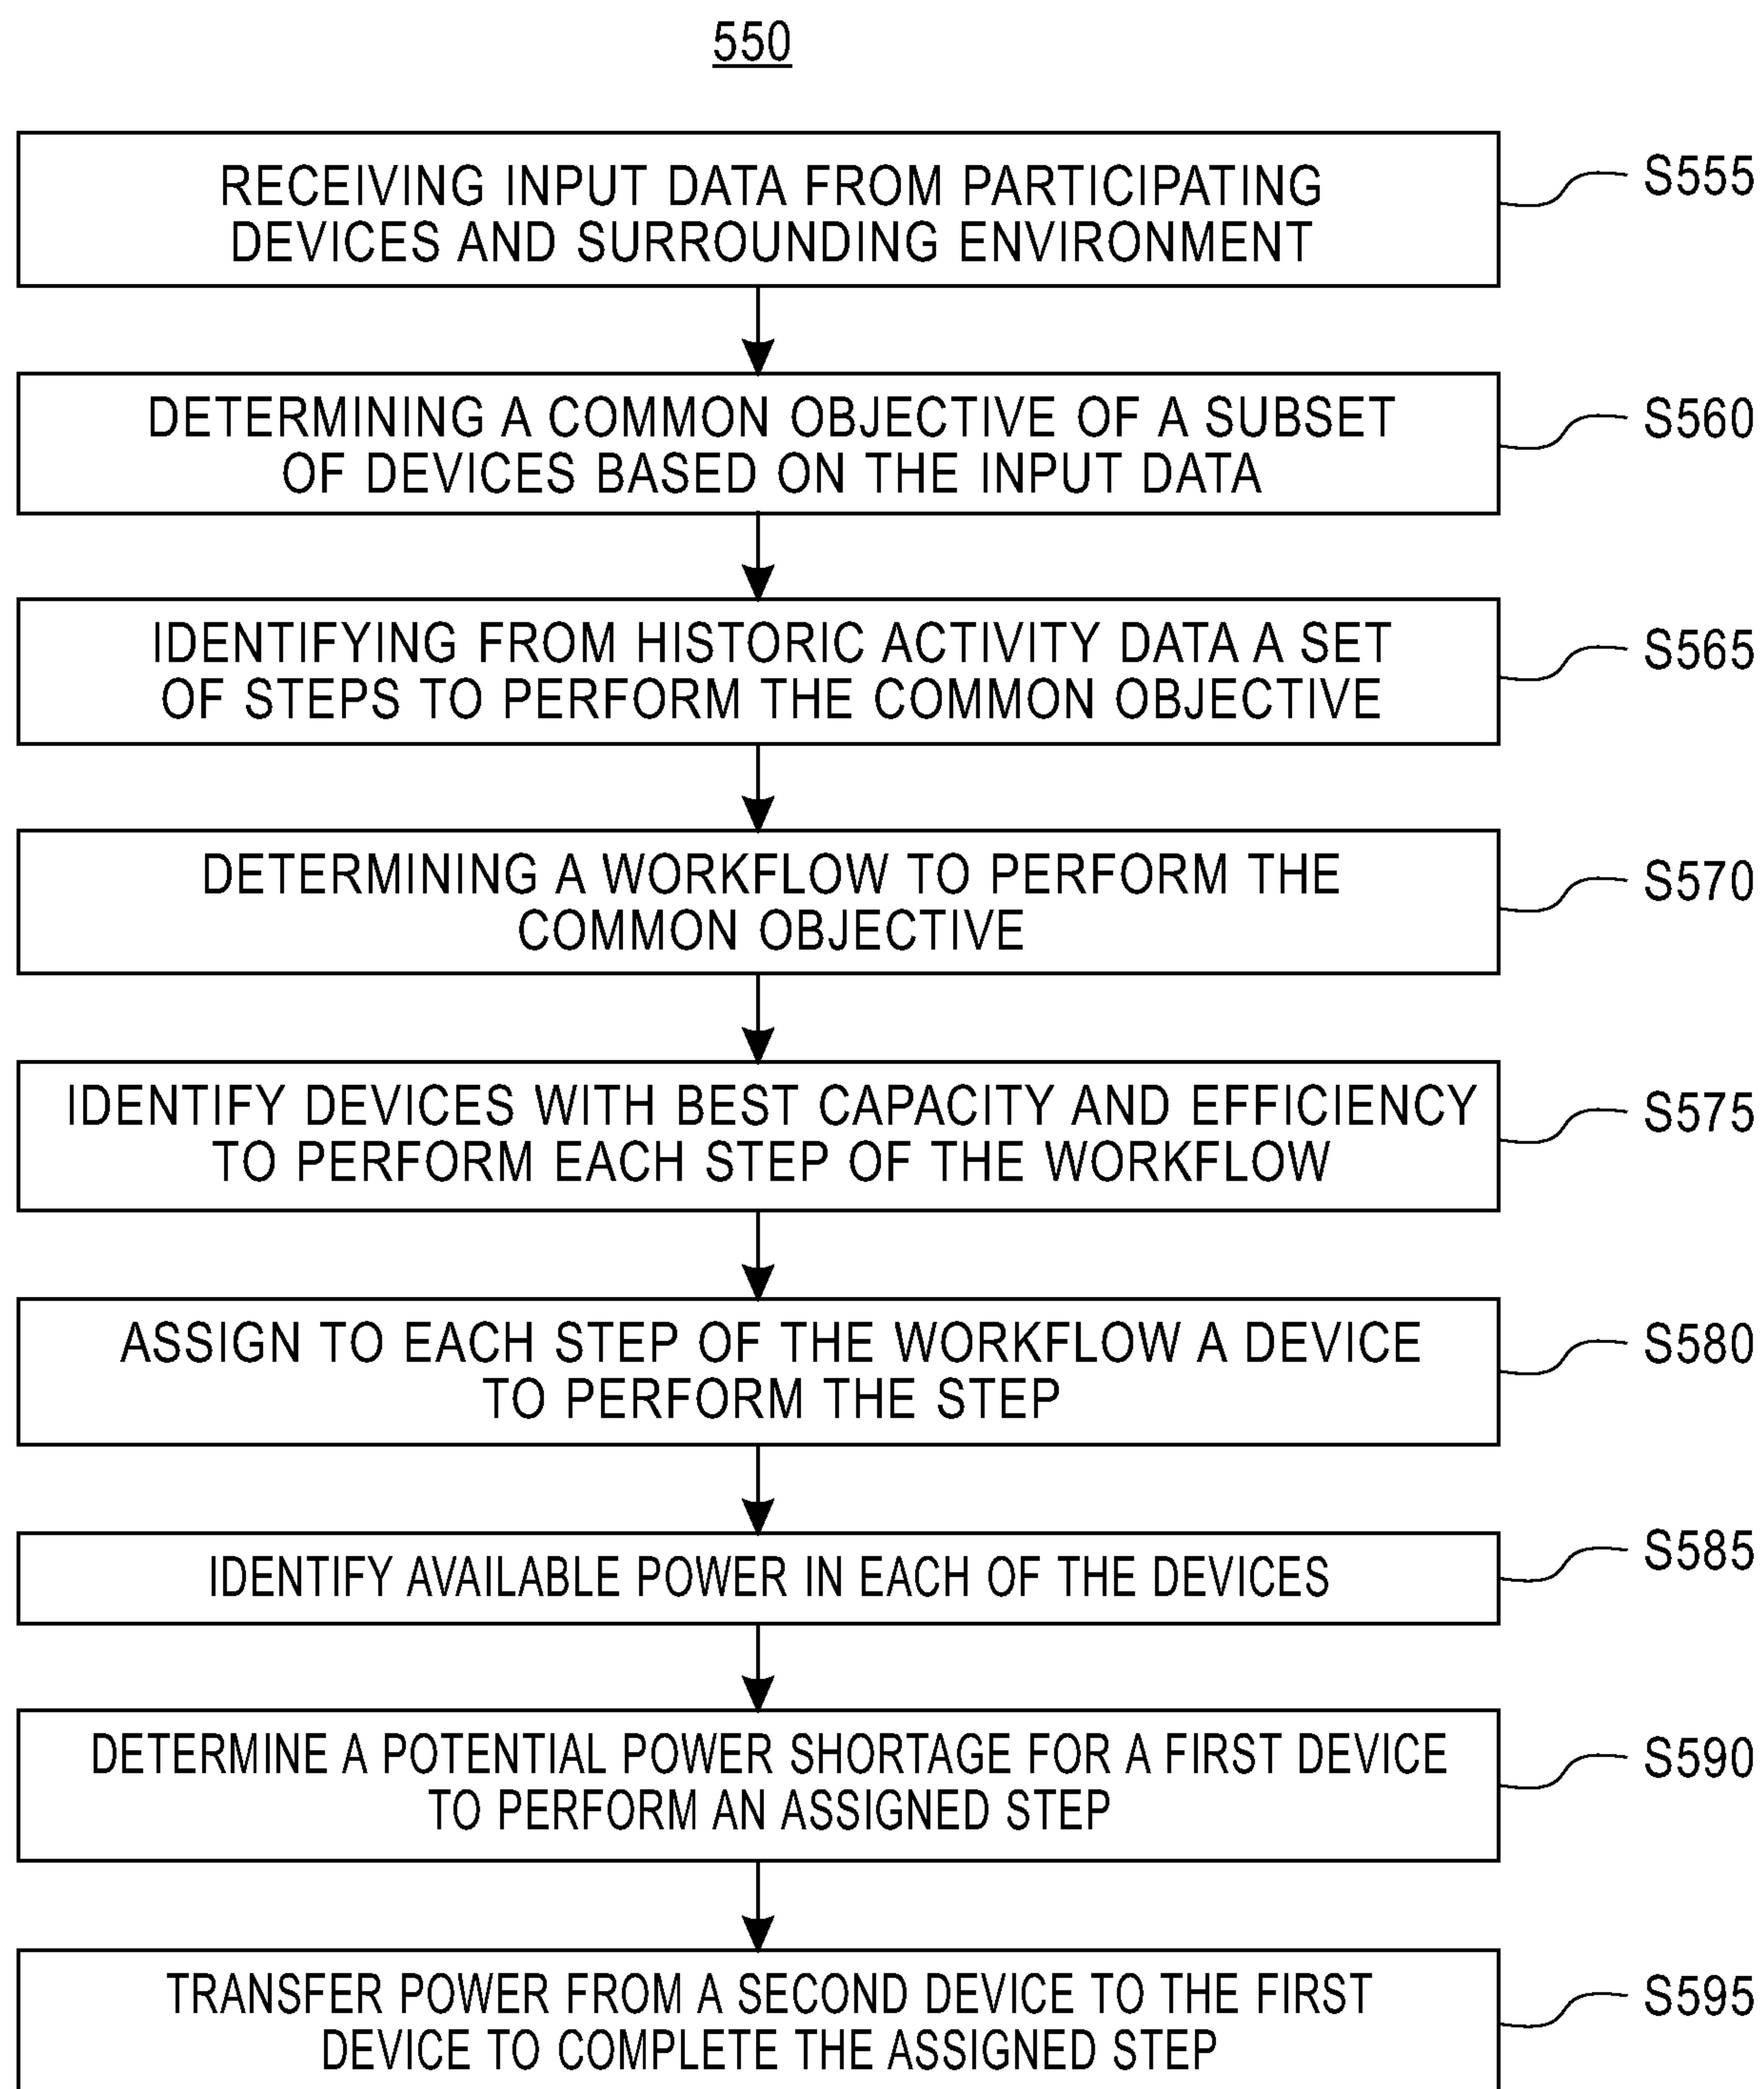 550
RECEIVING INPUT DATA FROM PARTICIPATING
DEVICES AND SURROUNDING ENVIRONMENT
S555
DETERMINING A COMMON OBJECTIVE OF A SUBSET
OF DEVICES BASED ON THE INPUT DATA
S560
IDENTIFYING FROM HISTORIC ACTIVITY DATA A SET
OF STEPS TO PERFORM THE COMMON OBJECTIVE
S565
DETERMINING A WORKFLOW TO PERFORM THE
COMMON OBJECTIVE
S570
IDENTIFY DEVICES WITH BEST CAPACITY AND EFFICIENCY
TO PERFORM EACH STEP OF THE WORKFLOW
S575
ASSIGN TO EACH STEP OF THE WORKFLOW A DEVICE
TO PERFORM THE STEP
S580
IDENTIFY AVAILABLE POWER IN EACH OF THE DEVICES
S585
DETERMINE A POTENTIAL POWER SHORTAGE FOR A FIRST DEVICE
TO PERFORM AN ASSIGNED STEP
S590
TRANSFER POWER FROM A SECOND DEVICE TO THE FIRST
DEVICE TO COMPLETE THE ASSIGNED STEP
S595